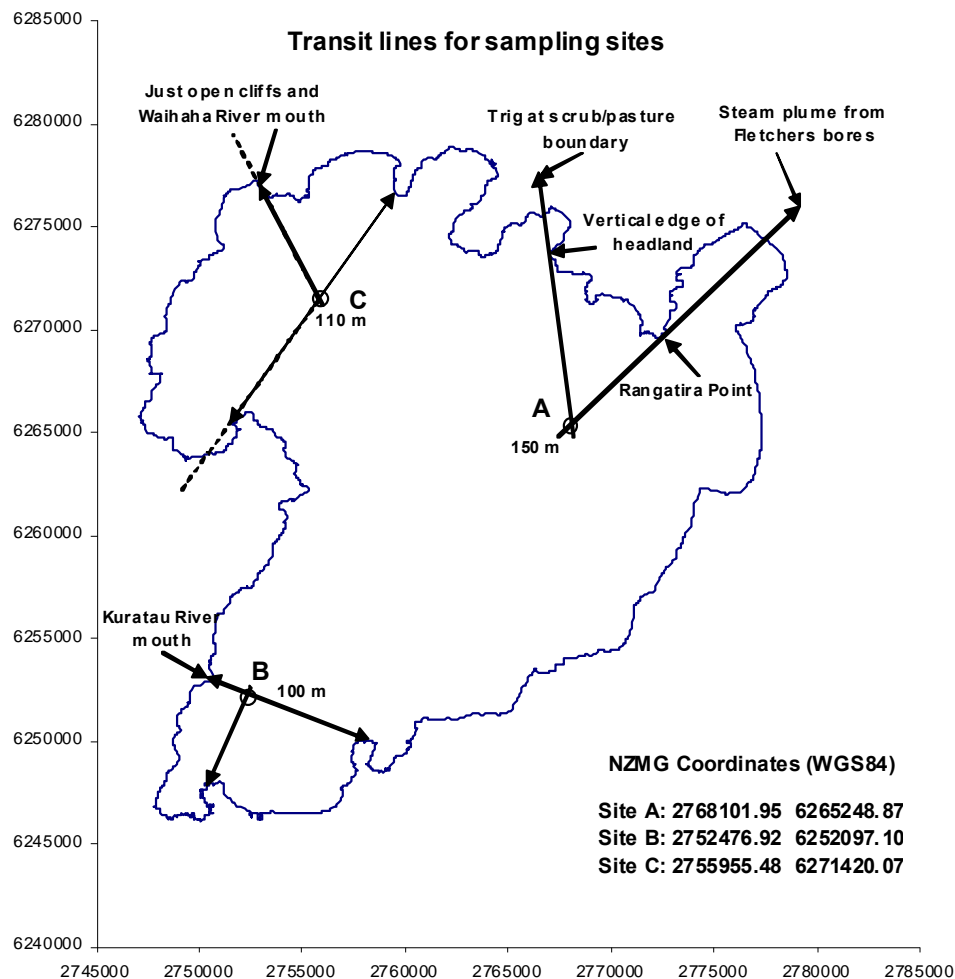 Transit lines for sampling sites
6285000
6280000
6275000
6270000
6265000
6260000
6255000
6250000
6245000
6240000
Just open cliffs and
Waihaha River mouth
Trig at scrub/pasture
boundary
Steam plume from
Fletchers bores
Vertical edge of
headland
C
110 m
Rangatira Point
A
150 m
Kuratau River
mouth
B
100 m
NZMG Coordinates (WGS84)
Site A: 2768101.95 6265248.87
Site B: 2752476.92 6252097.10
Site C: 2755955.48 6271420.07
2745000 2750000 2755000 2760000 2765000 2770000 2775000 2780000 2785000